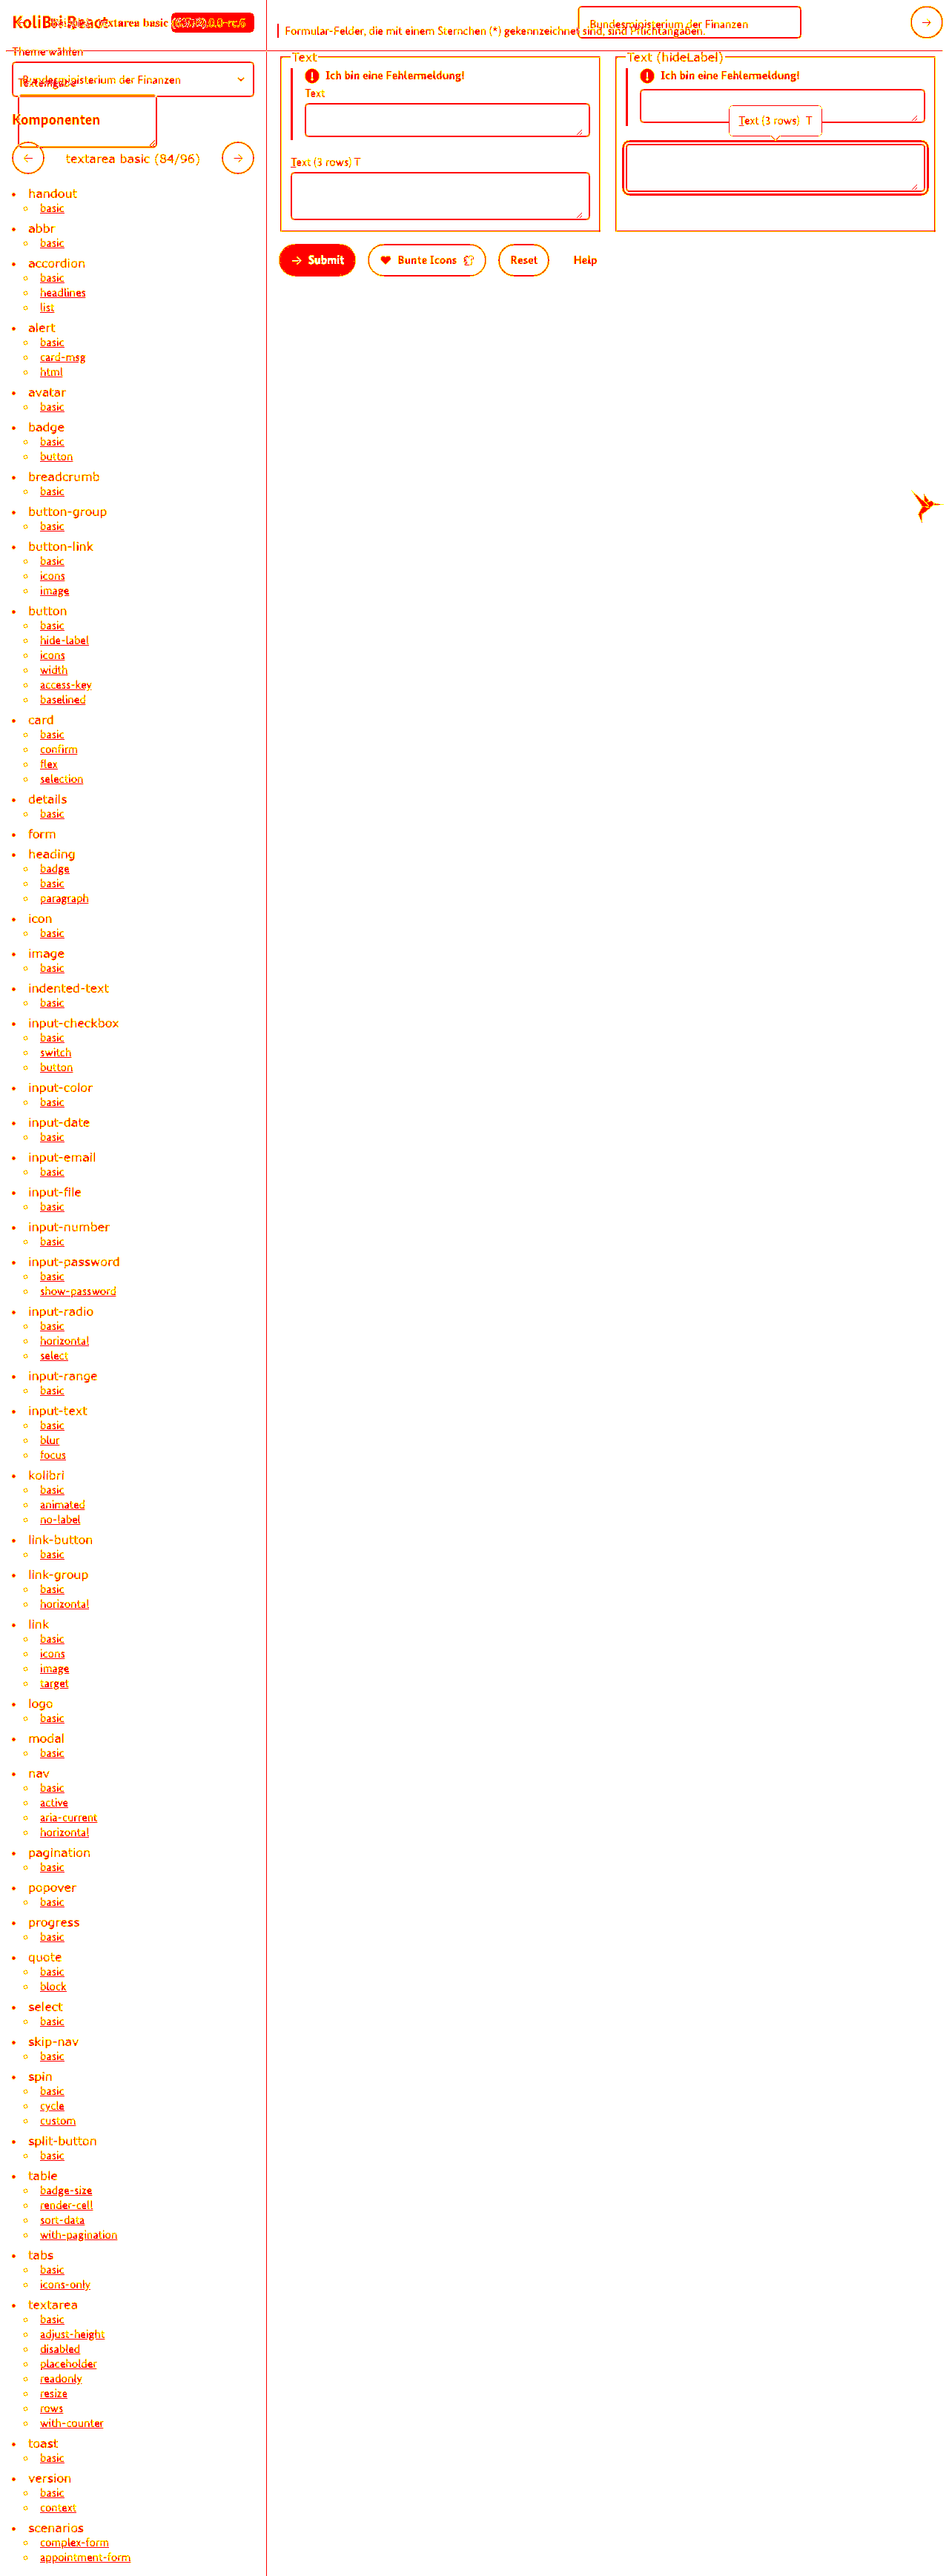 KoliBri React
Theme wählen
Bundesministerium der Finanzen
Komponenten
textarea basic (84/96)
handout
basic
abbr
basic
accordion
basic
headlines
list
alert
basic
card-msg
html
avatar
basic
badge
basic
button
breadcrumb
basic
button-group
basic
button-link
basic
icons
image
button
basic
hide-label
icons
width
access-key
baselined
card
basic
confirm
flex
selection
details
basic
form
heading
badge
basic
paragraph
icon
basic
image
basic
indented-text
basic
input-checkbox
basic
switch
button
input-color
basic
input-date
basic
input-email
basic
input-file
basic
input-number
basic
input-password
basic
show-password
input-radio
basic
horizontal
select
input-range
basic
input-text
basic
blur
focus
kolibri
basic
animated
no-label
link-button
basic
link-group
basic
horizontal
link
basic
icons
image
target
logo
basic
modal
basic
nav
basic
active
aria-current
horizontal
pagination
basic
popover
basic
progress
basic
quote
basic
block
select
basic
skip-nav
basic
spin
basic
cycle
custom
split-button
basic
table
badge-size
render-cell
sort-data
with-pagination
tabs
basic
icons-only
textarea
basic
adjust-height
disabled
placeholder
readonly
resize
rows
with-counter
toast
basic
version
basic
context
scenarios
complex-form
appointment-form
Bundesministerium der Finanzen
Formular-Felder, die mit einem Sternchen (*) gekennzeichnet sind, sind Pflichtangaben.
Text
Ich bin eine Fehlermeldung!
Text
Text (3 rows) T
Text (hideLabel)
Ich bin eine Fehlermeldung!
Text (3 rows) T
Submit
Bunte Icons
Reset
Help